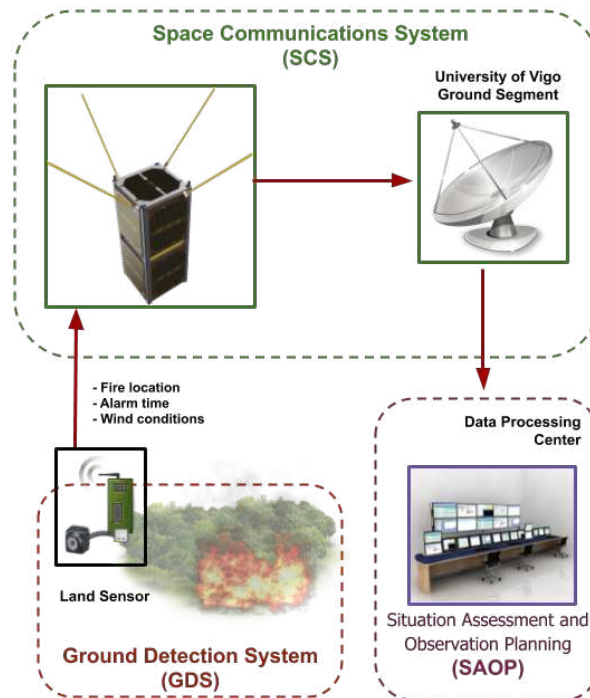 Space Communications System
(SCS)
University of Vigo
Ground Segment
- Fire location
- Alarm time
- Wind conditions
Data Processing
Center
Land Sensor
Situation Assessment and
Observation Planning
(SAOP)
Ground Detection System
(GDS)